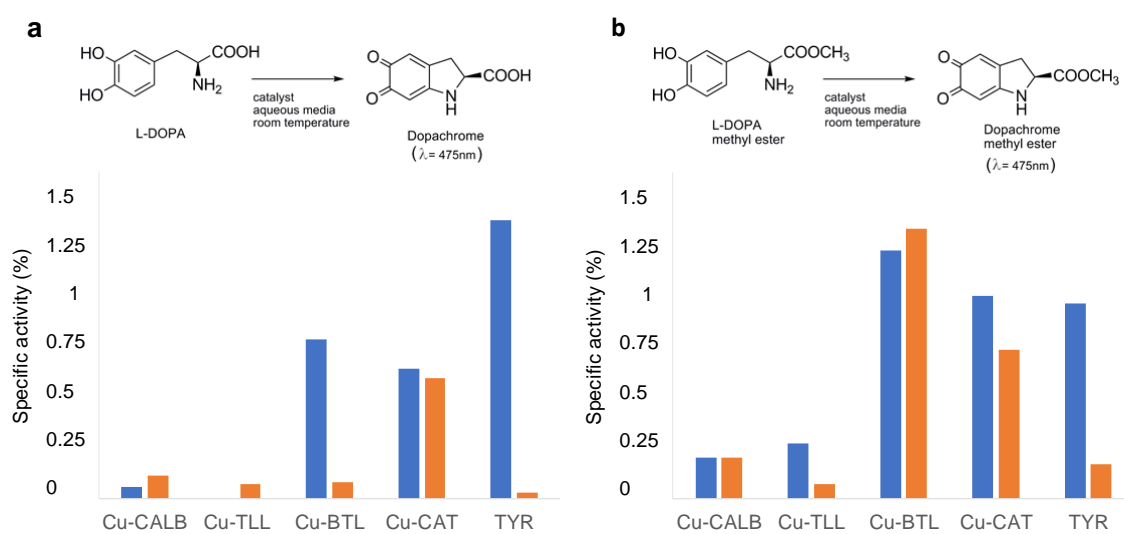 a
HO
HO
COOH
NH2
L-DOPA
catalyst
aqueous media
room temperature
O
O
COOH
N
H
Dopachrome
(λ= 475nm)
Specific activity (%)
1.5
1.25
1
0.75
0.5
0.25
0
Cu-CALB Cu-TLL Cu-BTL Cu-CAT TYR
b
HO
HO
COOCH3
NH2
L-DOPA
methyl ester
catalyst
aqueous media
room temperature
O
O
COOCH3
N
H
Dopachrome
methyl ester
(λ= 475nm)
Specific activity (%)
1.5
1.25
1
0.75
0.5
0.25
0
Cu-CALB Cu-TLL Cu-BTL Cu-CAT TYR